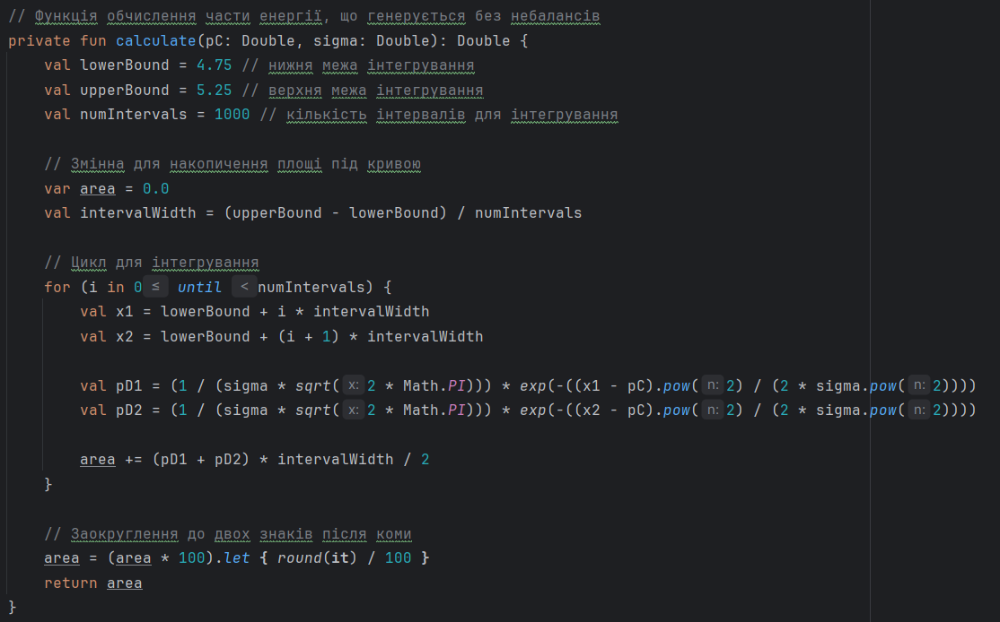 // Функція обчислення части енергії, що генерується без небалансів
private fun calculate(pC: Double, sigma: Double): Double {
    val lowerBound = 4.75 // нижня межа інтегрування
    val upperBound = 5.25 // верхня межа інтегрування
    val numIntervals = 1000 // кількість інтервалів для інтегрування

    // Змінна для накопичення площі під кривою
    var area = 0.0
    val intervalWidth = (upperBound - lowerBound) / numIntervals

    // Цикл для інтегрування
    for (i in 0 ≤ until < numIntervals) {
        val x1 = lowerBound + i * intervalWidth
        val x2 = lowerBound + (i + 1) * intervalWidth

        val pD1 = (1 / (sigma * sqrt( x: 2 * Math.PI))) * exp(-((x1 - pC).pow( n: 2) / (2 * sigma.pow( n: 2))))
        val pD2 = (1 / (sigma * sqrt( x: 2 * Math.PI))) * exp(-((x2 - pC).pow( n: 2) / (2 * sigma.pow( n: 2))))

        area += (pD1 + pD2) * intervalWidth / 2
    }

    // Заокруглення до двох знаків після коми
    area = (area * 100).let { round(it) / 100 }
    return area
}